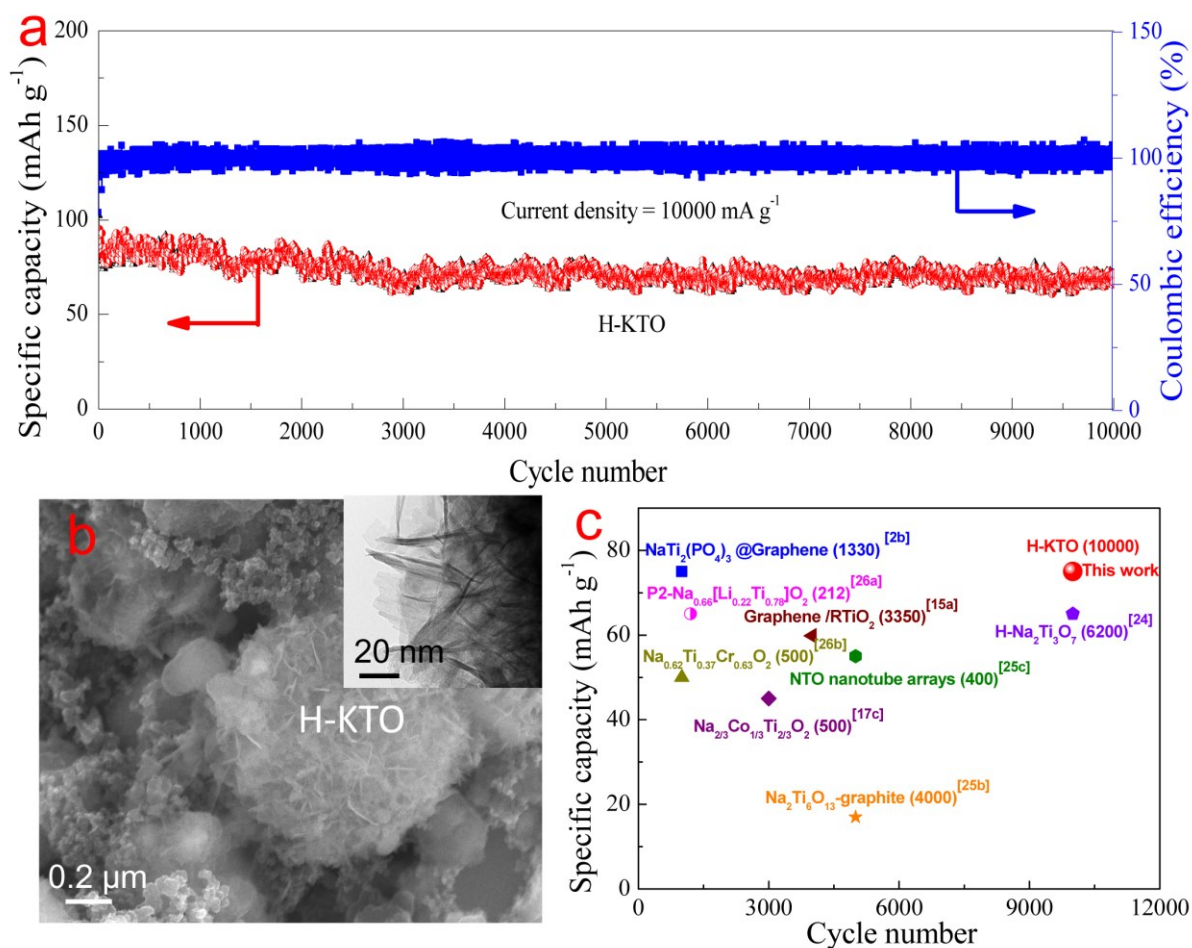 a
200
150
100
50
0
Specific capacity (mAh g⁻¹)
150
100
50
0
Coulombic efficiency (%)
Current density = 10000 mA g⁻¹
H-KTO
0 1000 2000 3000 4000 5000 6000 7000 8000 9000 10000
Cycle number
b
20 nm
H-KTO
0.2 µm
c
80
60
40
20
0
Specific capacity (mAh g⁻¹)
NaTi₂(PO₄)₃ @Graphene (1330)[2b]
H-KTO (10000)
This work
P2-Na₀.₆₆[Li₀.₂₂Ti₀.₇₈]O₂ (212)[26a]
Graphene /RTiO₂ (3350)[15a]
H-Na₂Ti₃O₇ (6200)[24]
Na₀.₆₂Ti₀.₃₇Cr₀.₆₃O₂ (500)[26b]
NTO nanotube arrays (400)[25c]
Na₂/₃Co₁/₃Ti₂/₃O₂ (500)[17c]
Na₂Ti₆O₁₃-graphite (4000)[25b]
0 3000 6000 9000 12000
Cycle number